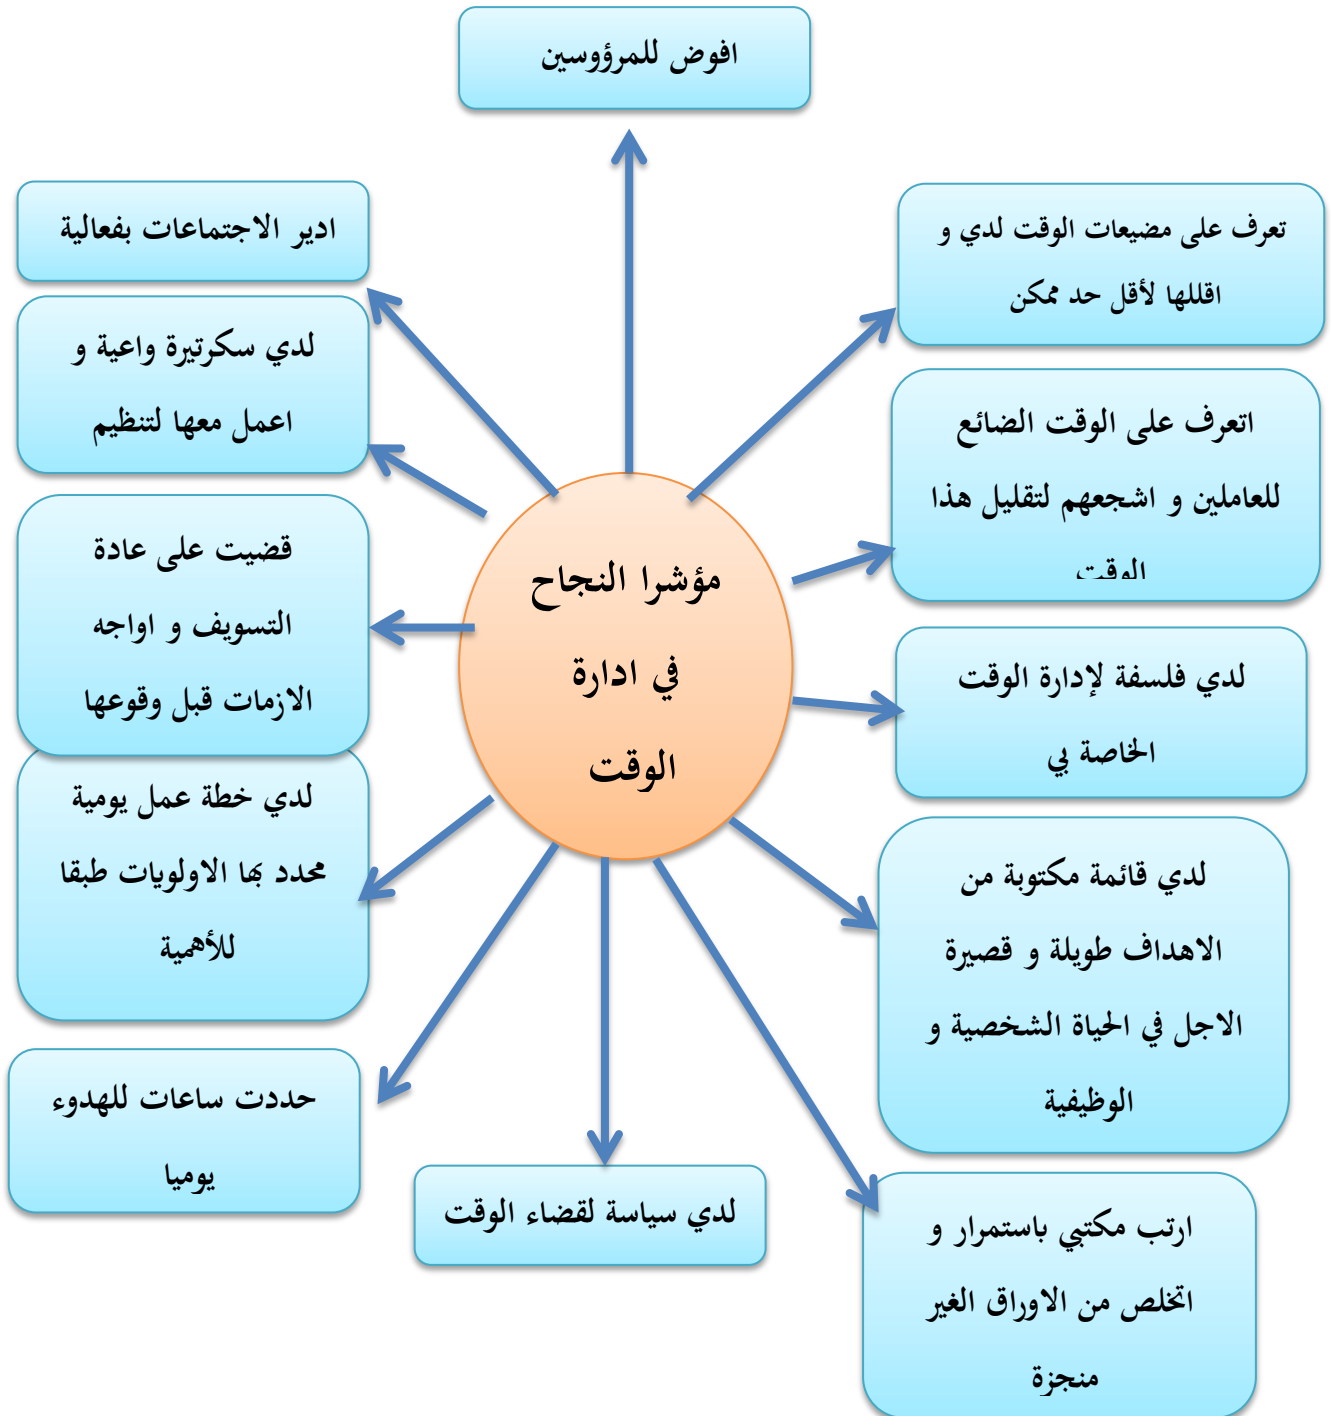 افوض للمرؤوسين
تعرف على مضيعات الوقت لدي و
اقللها لأقل حد ممكن
اتعرف على الوقت الضائع
للعاملين و اشجعهم لتقليل هذا
الوقت
لدي فلسفة لإدارة الوقت
الخاصة بي
لدي قائمة مكتوبة من
الاهداف طويلة و قصيرة
الاجل في الحياة الشخصية و
الوظيفية
ارتب مكتبي باستمرار و
اتخلص من الاوراق الغير
منجزة
مؤشرا النجاح
في ادارة
الوقت
لدي سياسة لقضاء الوقت
ادير الاجتماعات بفعالية
لدي سكرتيرة واعية و
اعمل معها لتنظيم
قضيت على عادة
التسويف و اواجه
الازمات قبل وقوعها
لدي خطة عمل يومية
محدد بها الاولويات طبقا
للأهمية
حددت ساعات للهدوء
يوميا